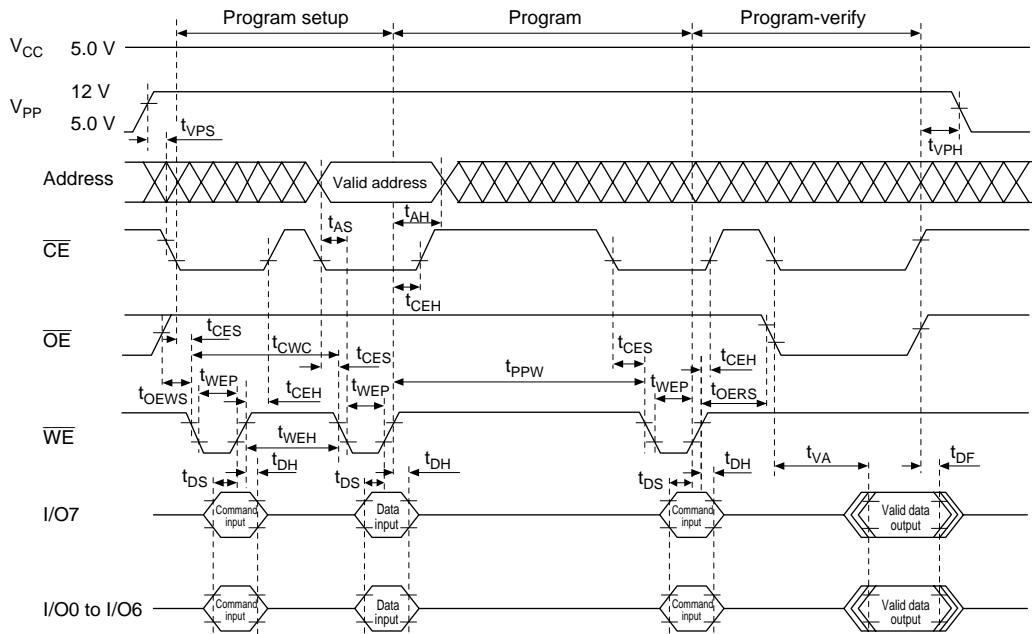 Program setup Program Program-verify
VCC 5.0 V
12 V
VPP
5.0 V
tVPS tVPH
Address Valid address
tAS tAH
CE
tCEH
OE
tCES tCWC tCES tPPW tCES tCEH
tOEWS tWEP tCEH tWEP tWEP tOERS
WE
tWEH
tDS tDH tDS tDH tDS tDH tVA tDF
I/O7 Command input Data input Command input Valid data output
I/O0 to I/O6 Command input Data input Command input Valid data output